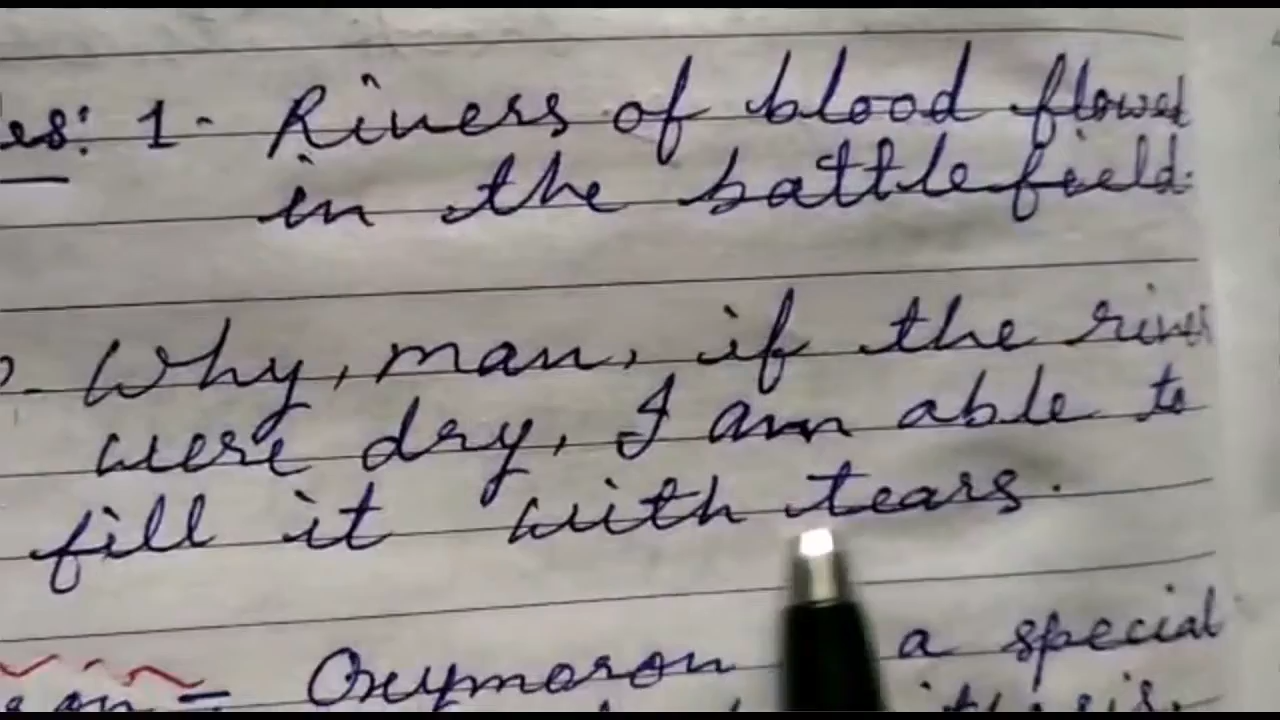 es: 1- Rivers of blood flowed
in the battlefield.
Why, man, if the river
were dry, I am able to
fill it with tears.
= Oxymoron a special